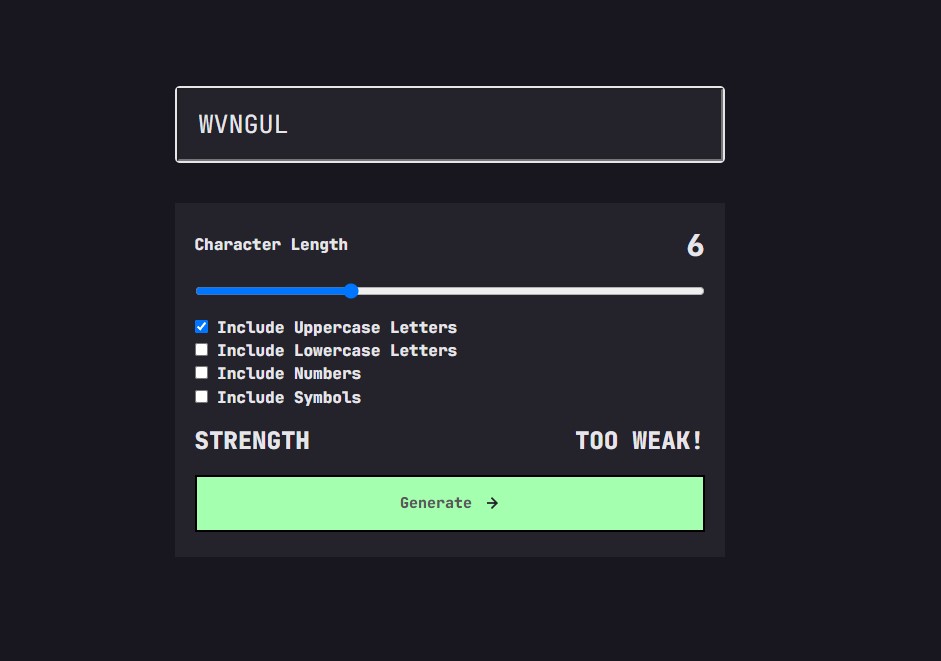 WVNGUL
Character Length 6
Include Uppercase Letters
Include Lowercase Letters
Include Numbers
Include Symbols
STRENGTH TOO WEAK!
Generate →